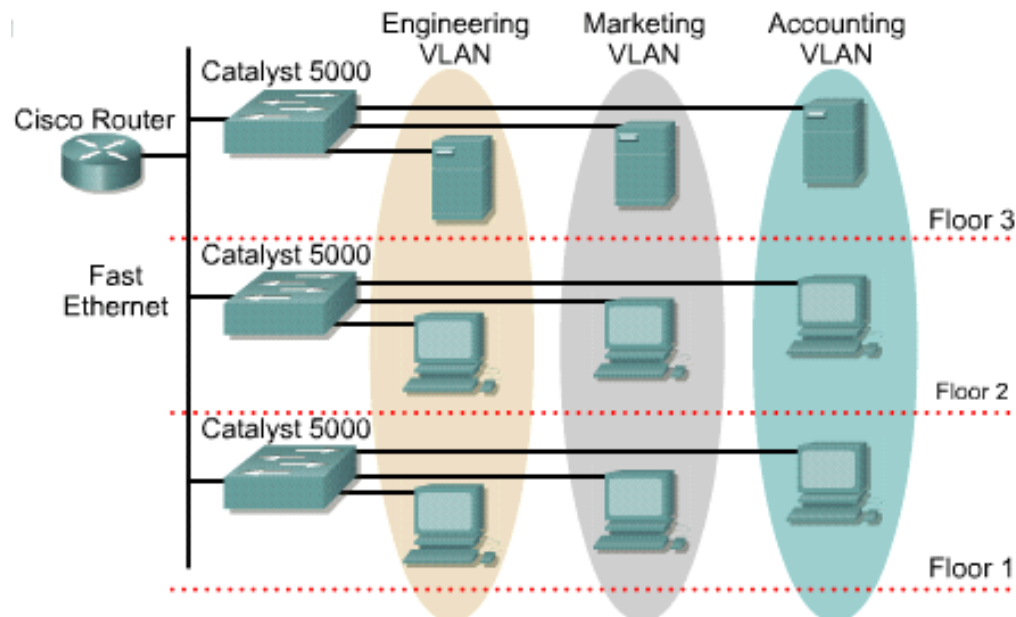 Engineering
VLAN
Marketing
VLAN
Accounting
VLAN
Catalyst 5000
Cisco Router
Floor 3
Catalyst 5000
Fast
Ethernet
Floor 2
Catalyst 5000
Floor 1